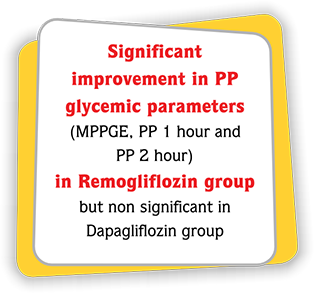 Significant
improvement in PP
glycemic parameters
(MPPGE, PP 1 hour and
PP 2 hour)
in Remogliflozin group
but non significant in
Dapagliflozin group